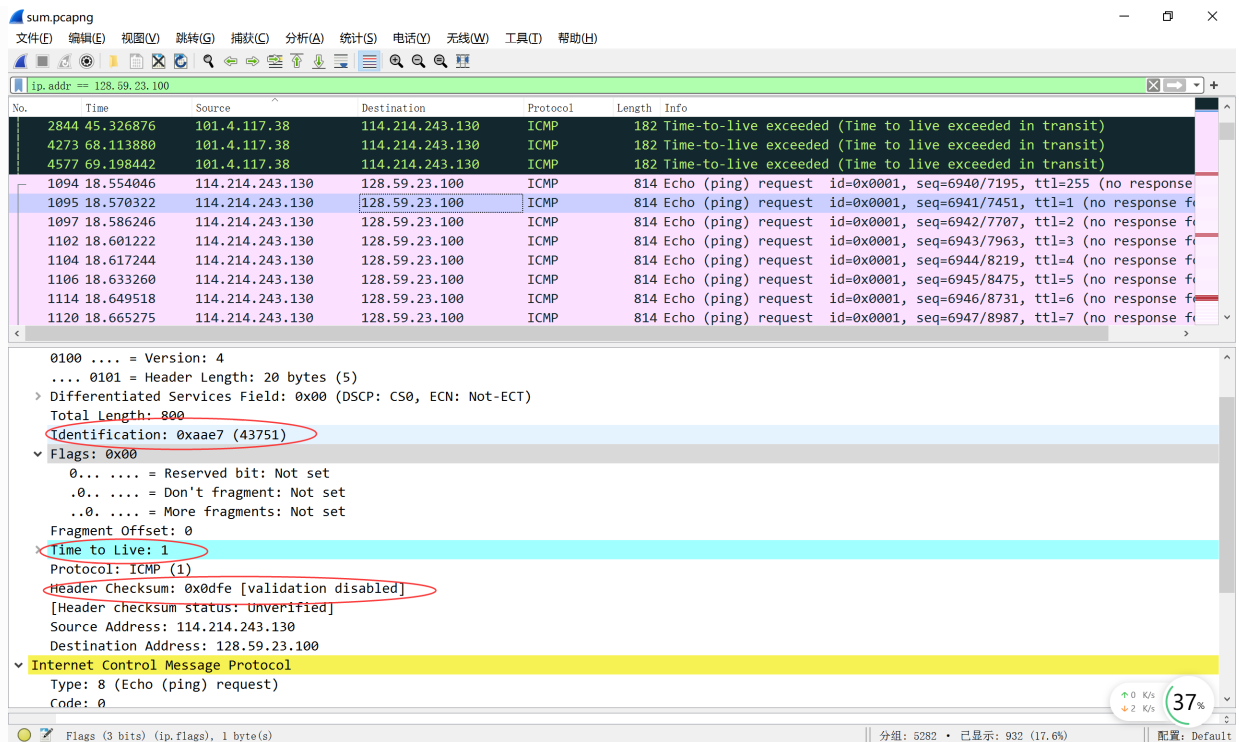 sum.pcapng
文件(F) 编辑(E) 视图(V) 跳转(G) 捕获(C) 分析(A) 统计(S) 电话(Y) 无线(W) 工具(T) 帮助(H)
ip.addr == 128.59.23.100
No. Time Source Destination Protocol Length Info
2844 45.326876 101.4.117.38 114.214.243.130 ICMP 182 Time-to-live exceeded (Time to live exceeded in transit)
4273 68.113880 101.4.117.38 114.214.243.130 ICMP 182 Time-to-live exceeded (Time to live exceeded in transit)
4577 69.198442 101.4.117.38 114.214.243.130 ICMP 182 Time-to-live exceeded (Time to live exceeded in transit)
1094 18.554046 114.214.243.130 128.59.23.100 ICMP 814 Echo (ping) request id=0x0001, seq=6940/7195, ttl=255 (no response
1095 18.570322 114.214.243.130 128.59.23.100 ICMP 814 Echo (ping) request id=0x0001, seq=6941/7451, ttl=1 (no response fo
1097 18.586246 114.214.243.130 128.59.23.100 ICMP 814 Echo (ping) request id=0x0001, seq=6942/7707, ttl=2 (no response fo
1102 18.601222 114.214.243.130 128.59.23.100 ICMP 814 Echo (ping) request id=0x0001, seq=6943/7963, ttl=3 (no response fo
1104 18.617244 114.214.243.130 128.59.23.100 ICMP 814 Echo (ping) request id=0x0001, seq=6944/8219, ttl=4 (no response fo
1106 18.633260 114.214.243.130 128.59.23.100 ICMP 814 Echo (ping) request id=0x0001, seq=6945/8475, ttl=5 (no response fo
1114 18.649518 114.214.243.130 128.59.23.100 ICMP 814 Echo (ping) request id=0x0001, seq=6946/8731, ttl=6 (no response fo
1120 18.665275 114.214.243.130 128.59.23.100 ICMP 814 Echo (ping) request id=0x0001, seq=6947/8987, ttl=7 (no response fo
0100 .... = Version: 4
.... 0101 = Header Length: 20 bytes (5)
Differentiated Services Field: 0x00 (DSCP: CS0, ECN: Not-ECT)
Total Length: 800
Identification: 0xaae7 (43751)
Flags: 0x00
0... .... = Reserved bit: Not set
.0.. .... = Don't fragment: Not set
..0. .... = More fragments: Not set
Fragment Offset: 0
Time to Live: 1
Protocol: ICMP (1)
Header Checksum: 0x0dfe [validation disabled]
[Header checksum status: Unverified]
Source Address: 114.214.243.130
Destination Address: 128.59.23.100
Internet Control Message Protocol
Type: 8 (Echo (ping) request)
Code: 0
↑0 K/s
↓2 K/s
37%
Flags (3 bits) (ip.flags), 1 byte(s) 分组: 5282 • 已显示: 932 (17.6%) 配置: Default